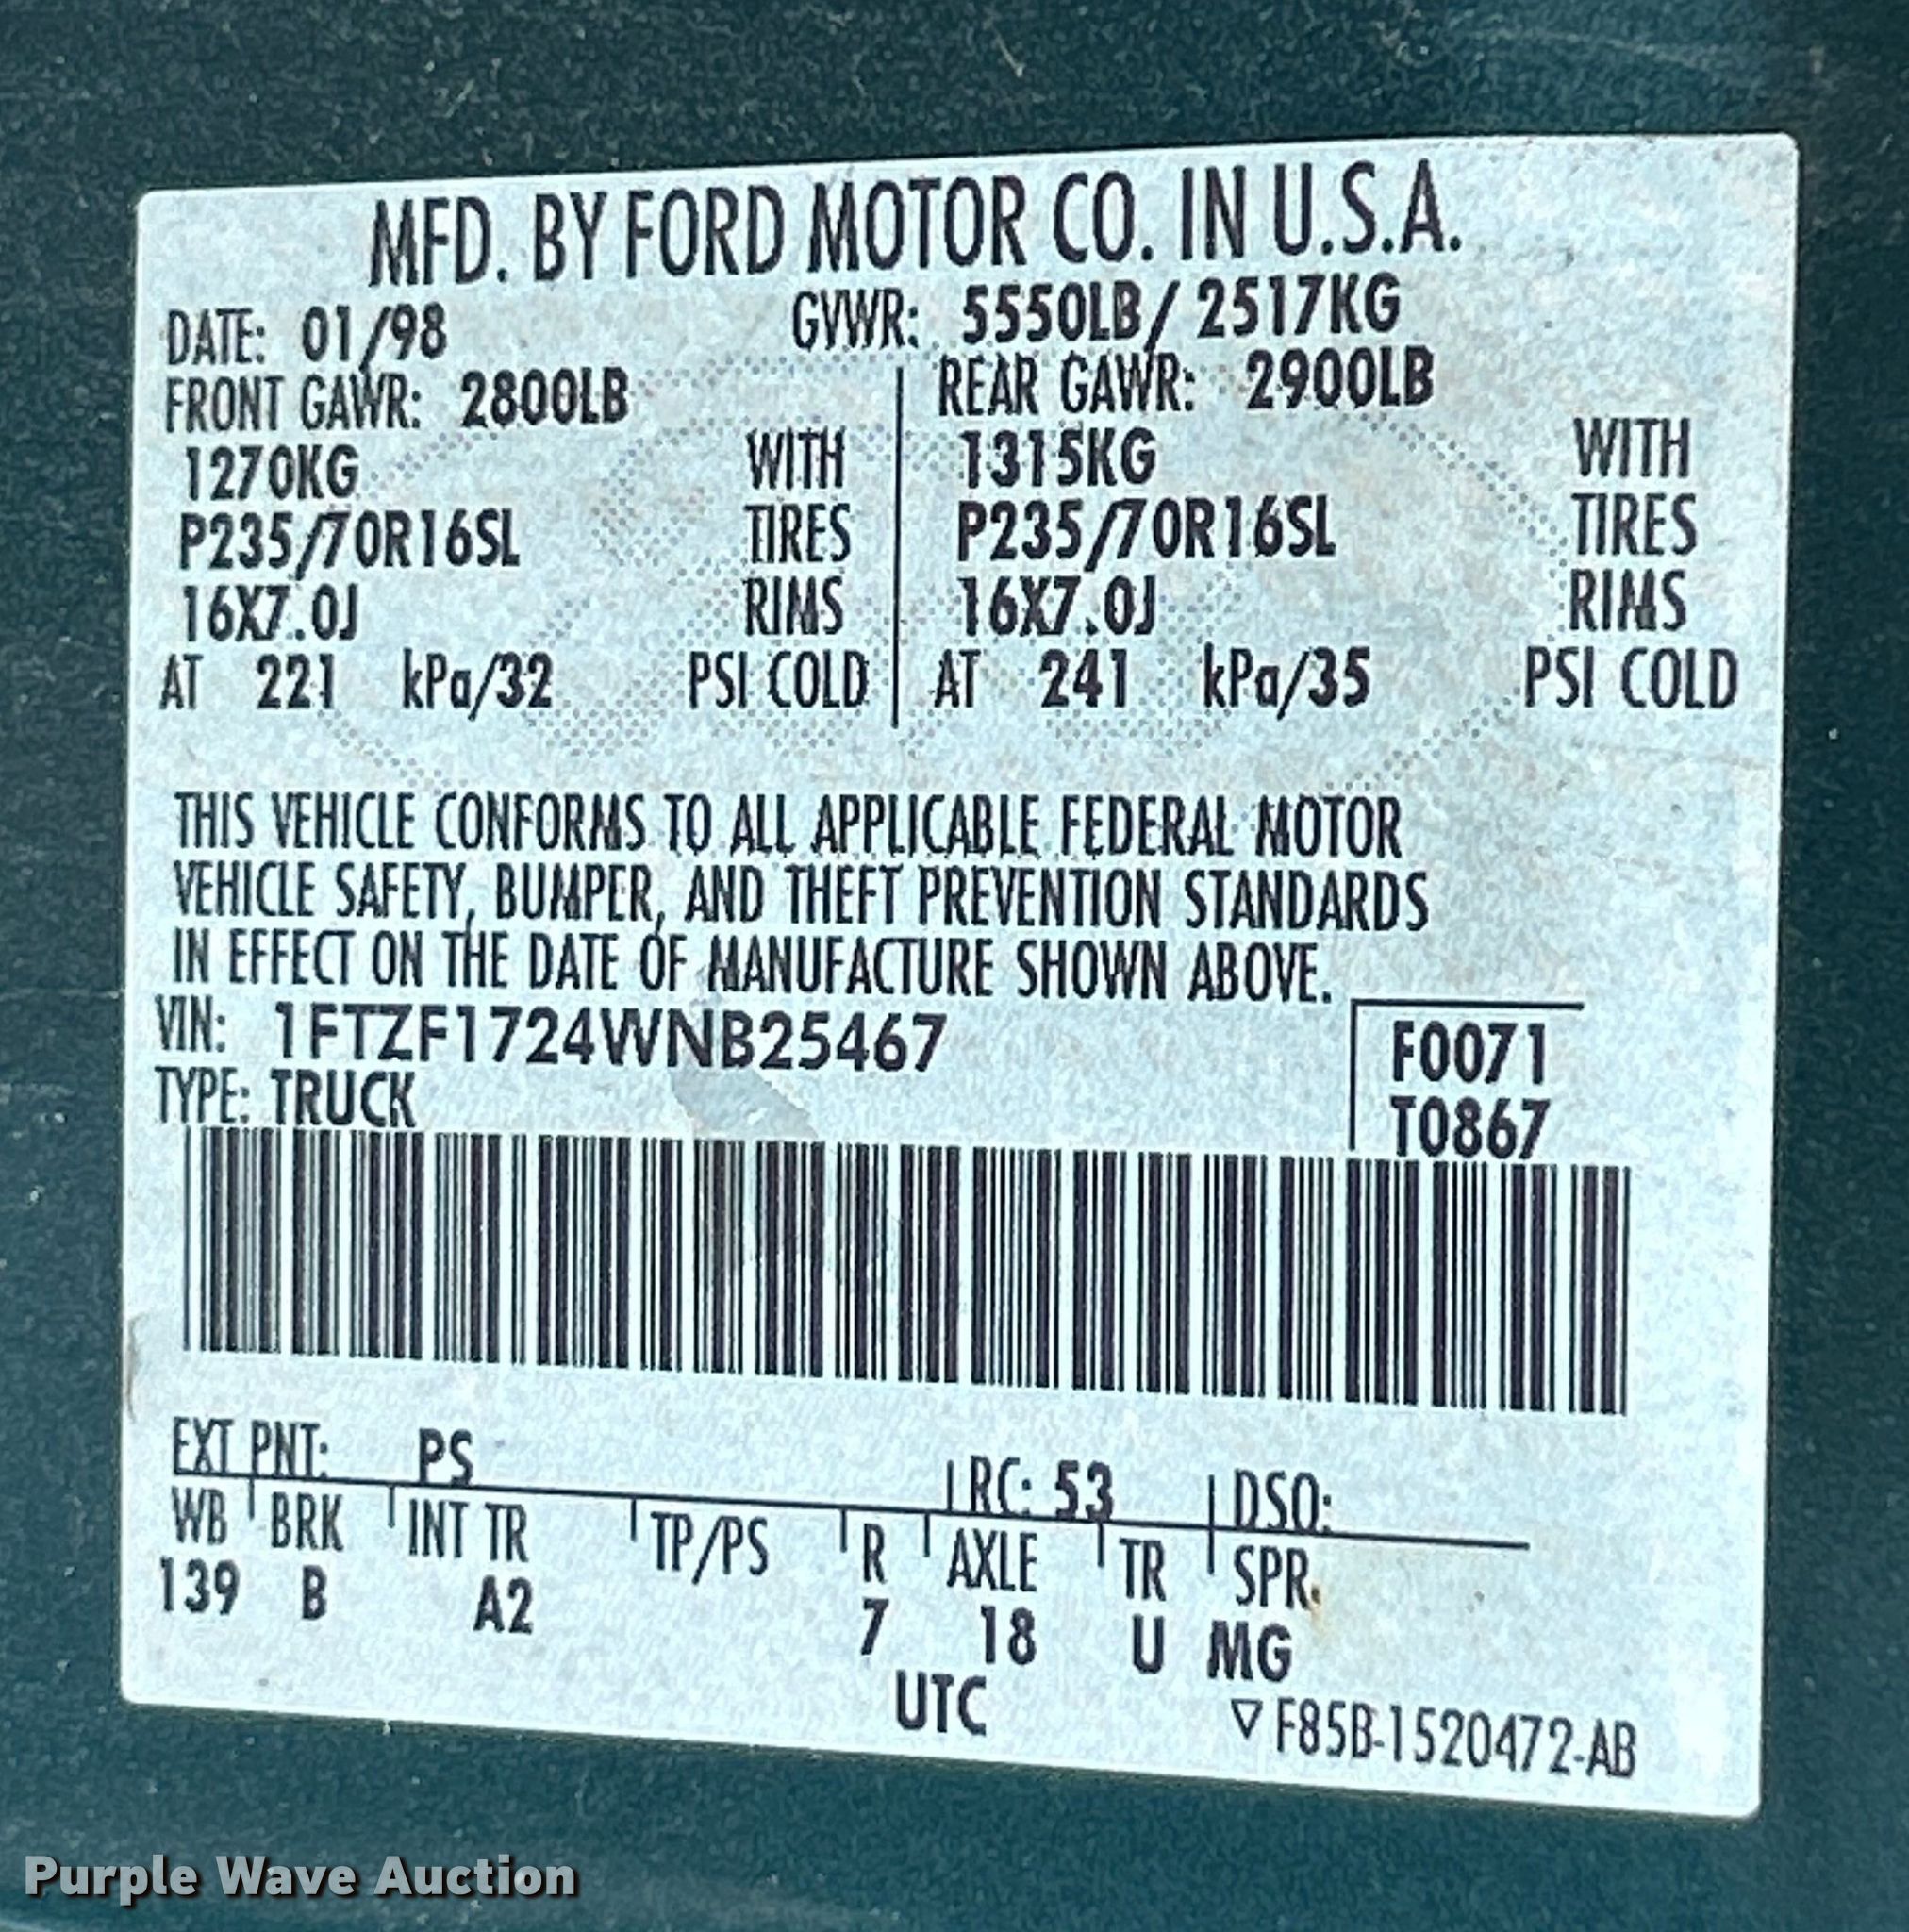 MFD. BY FORD MOTOR CO. IN U.S.A.
DATE: 01/98 GVWR: 5550LB/ 2517KG
FRONT GAWR: 2800LB REAR GAWR: 2900LB
1270KG WITH 1315KG WITH
P235/70R16SL TIRES P235/70R16SL TIRES
16X7.0J RIMS 16X7.0J RIMS
AT 221 kPa/32 PSI COLD AT 241 kPa/35 PSI COLD
THIS VEHICLE CONFORMS TO ALL APPLICABLE FEDERAL MOTOR
VEHICLE SAFETY, BUMPER, AND THEFT PREVENTION STANDARDS
IN EFFECT ON THE DATE OF MANUFACTURE SHOWN ABOVE.
VIN: 1FTZF1724WNB25467 F0071
TYPE: TRUCK T0867
EXT PNT: PS RC: 53 DSO:
WB BRK INT TR TP/PS R AXLE TR SPR
139 B A2 7 18 U MG
UTC ▽F85B-1520472-AB
Purple Wave Auction